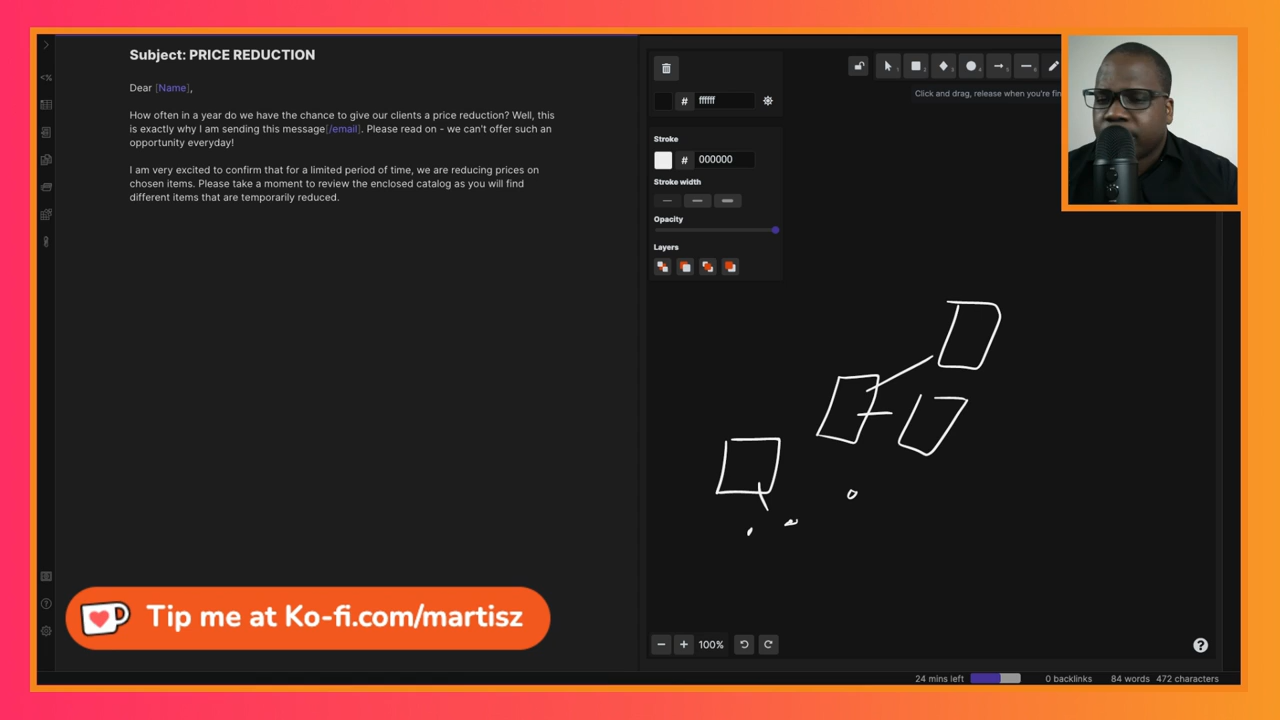 Subject: PRICE REDUCTION
Dear [Name],
How often in a year do we have the chance to give our clients a price reduction? Well, this
is exactly why I am sending this message[/email]. Please read on - we can't offer such an
opportunity everyday!
I am very excited to confirm that for a limited period of time, we are reducing prices on
chosen items. Please take a moment to review the enclosed catalog as you will find
different items that are temporarily reduced.
Click and drag, release when you're fin
# ffffff
Stroke
# 000000
Stroke width
Opacity
Layers
Tip me at Ko-fi.com/martisz
100%
24 mins left
0 backlinks
84 words
472 characters